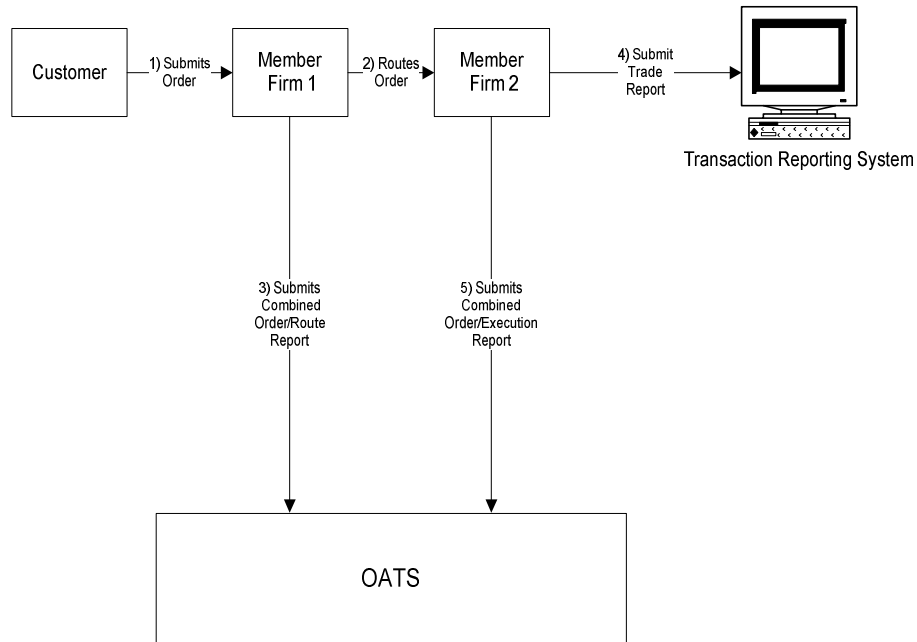 Customer
1) Submits
Order
Member
Firm 1
2) Routes
Order
Member
Firm 2
4) Submit
Trade
Report
Transaction Reporting System
3) Submits
Combined
Order/Route
Report
5) Submits
Combined
Order/Execution
Report
OATS